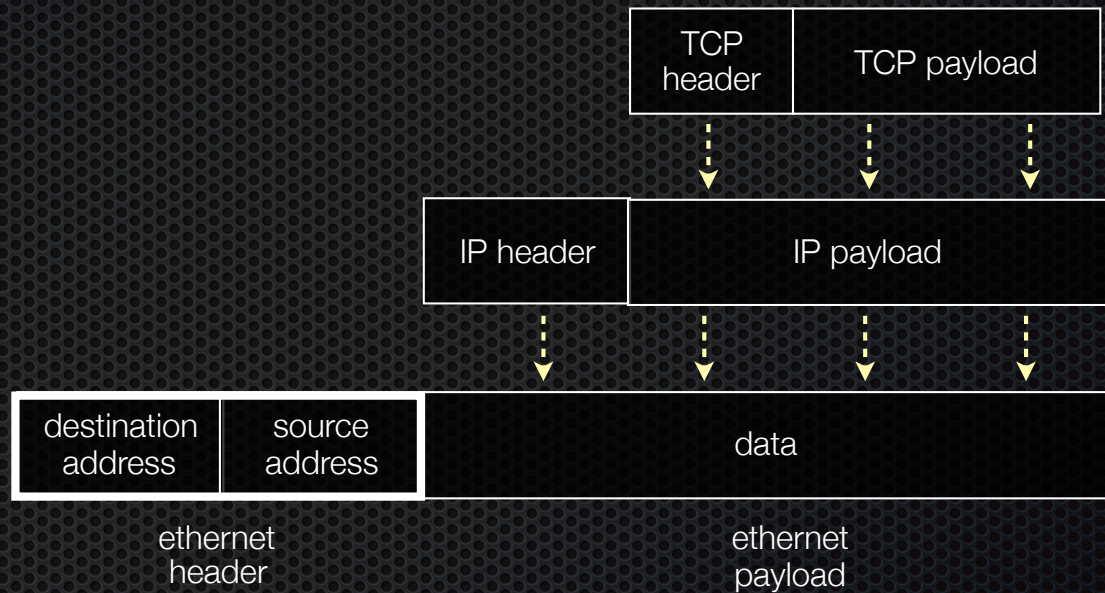 TCP
header
TCP payload
IP header
IP payload
destination
address
source
address
data
ethernet
header
ethernet
payload